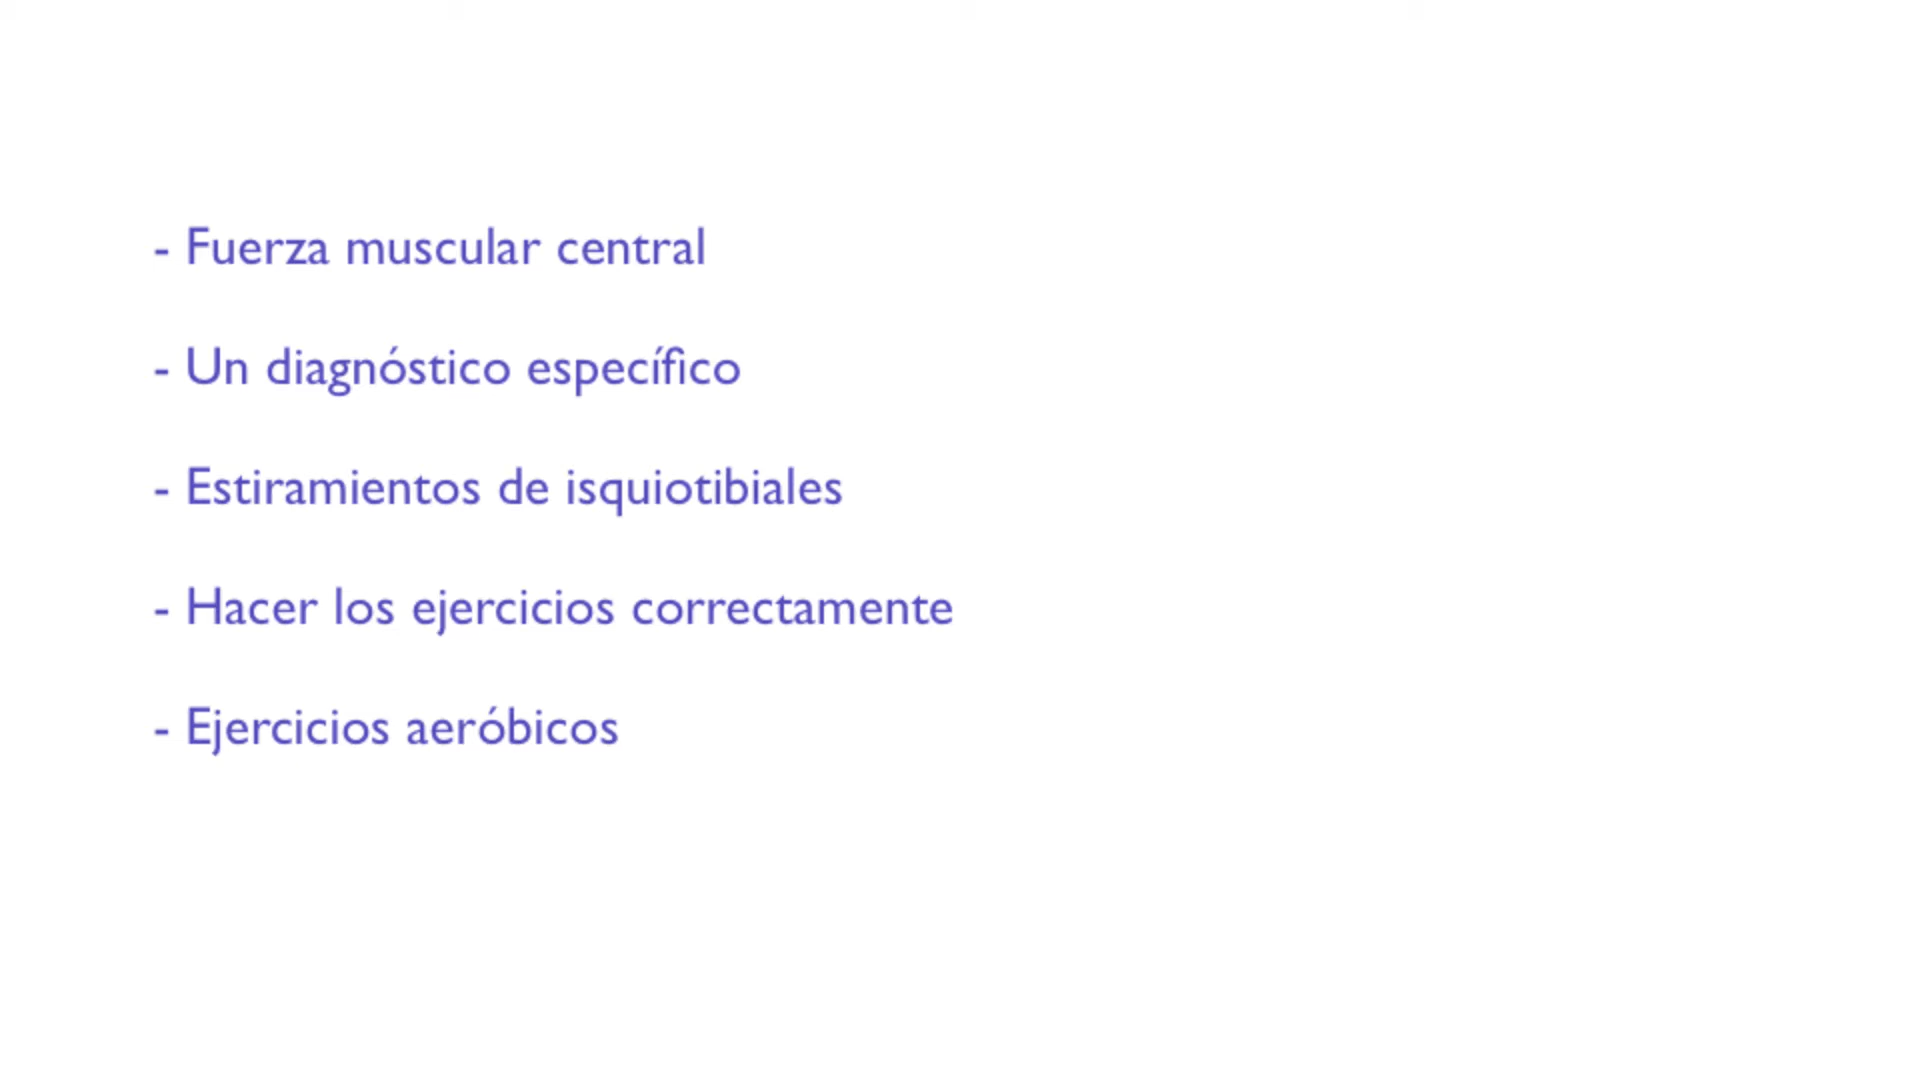 - Fuerza muscular central
- Un diagnóstico específico
- Estiramientos de isquiotibiales
- Hacer los ejercicios correctamente
- Ejercicios aeróbicos